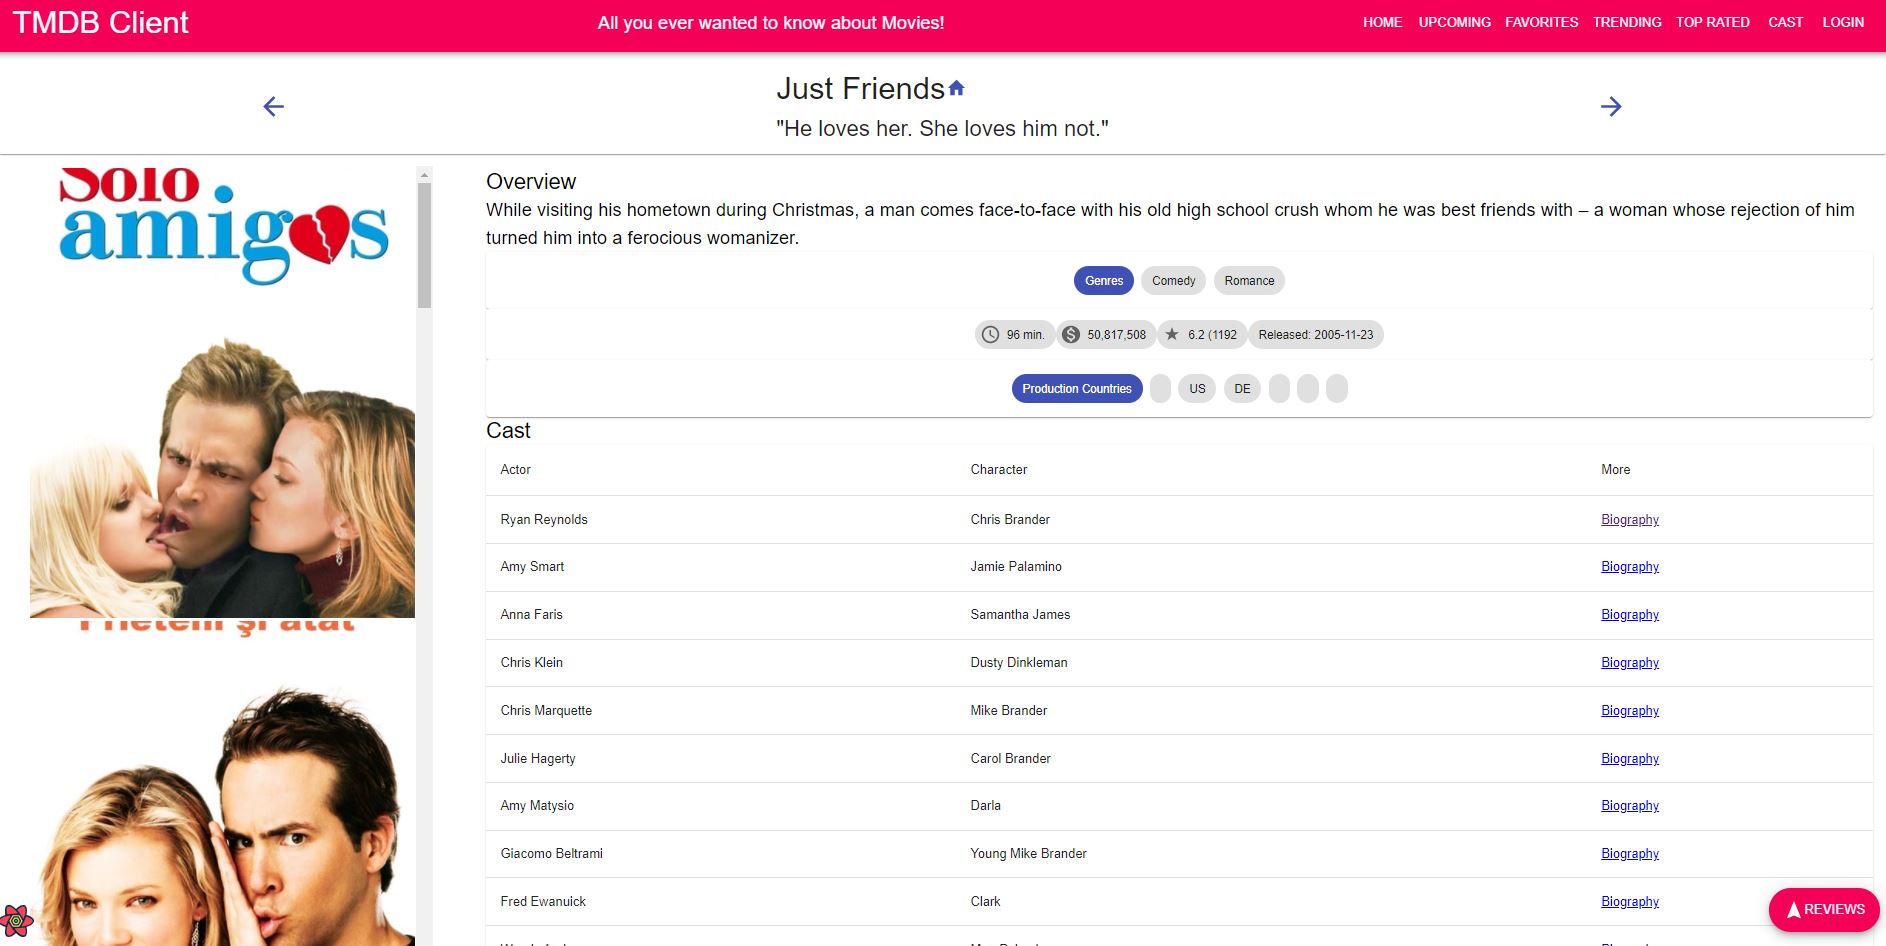 TMDB Client
All you ever wanted to know about Movies!
HOME UPCOMING FAVORITES TRENDING TOP RATED CAST LOGIN
Just Friends
"He loves her. She loves him not."
Solo
amigos
Overview
While visiting his hometown during Christmas, a man comes face-to-face with his old high school crush whom he was best friends with – a woman whose rejection of him
turned him into a ferocious womanizer.
Genres Comedy Romance
96 min. 50,817,508 6.2 (1192 Released: 2005-11-23
Production Countries US DE
Cast
Actor Character More
Ryan Reynolds Chris Brander Biography
Amy Smart Jamie Palamino Biography
Anna Faris Samantha James Biography
Chris Klein Dusty Dinkleman Biography
Chris Marquette Mike Brander Biography
Julie Hagerty Carol Brander Biography
Amy Matysio Darla Biography
Giacomo Beltrami Young Mike Brander Biography
Fred Ewanuick Clark Biography
REVIEWS